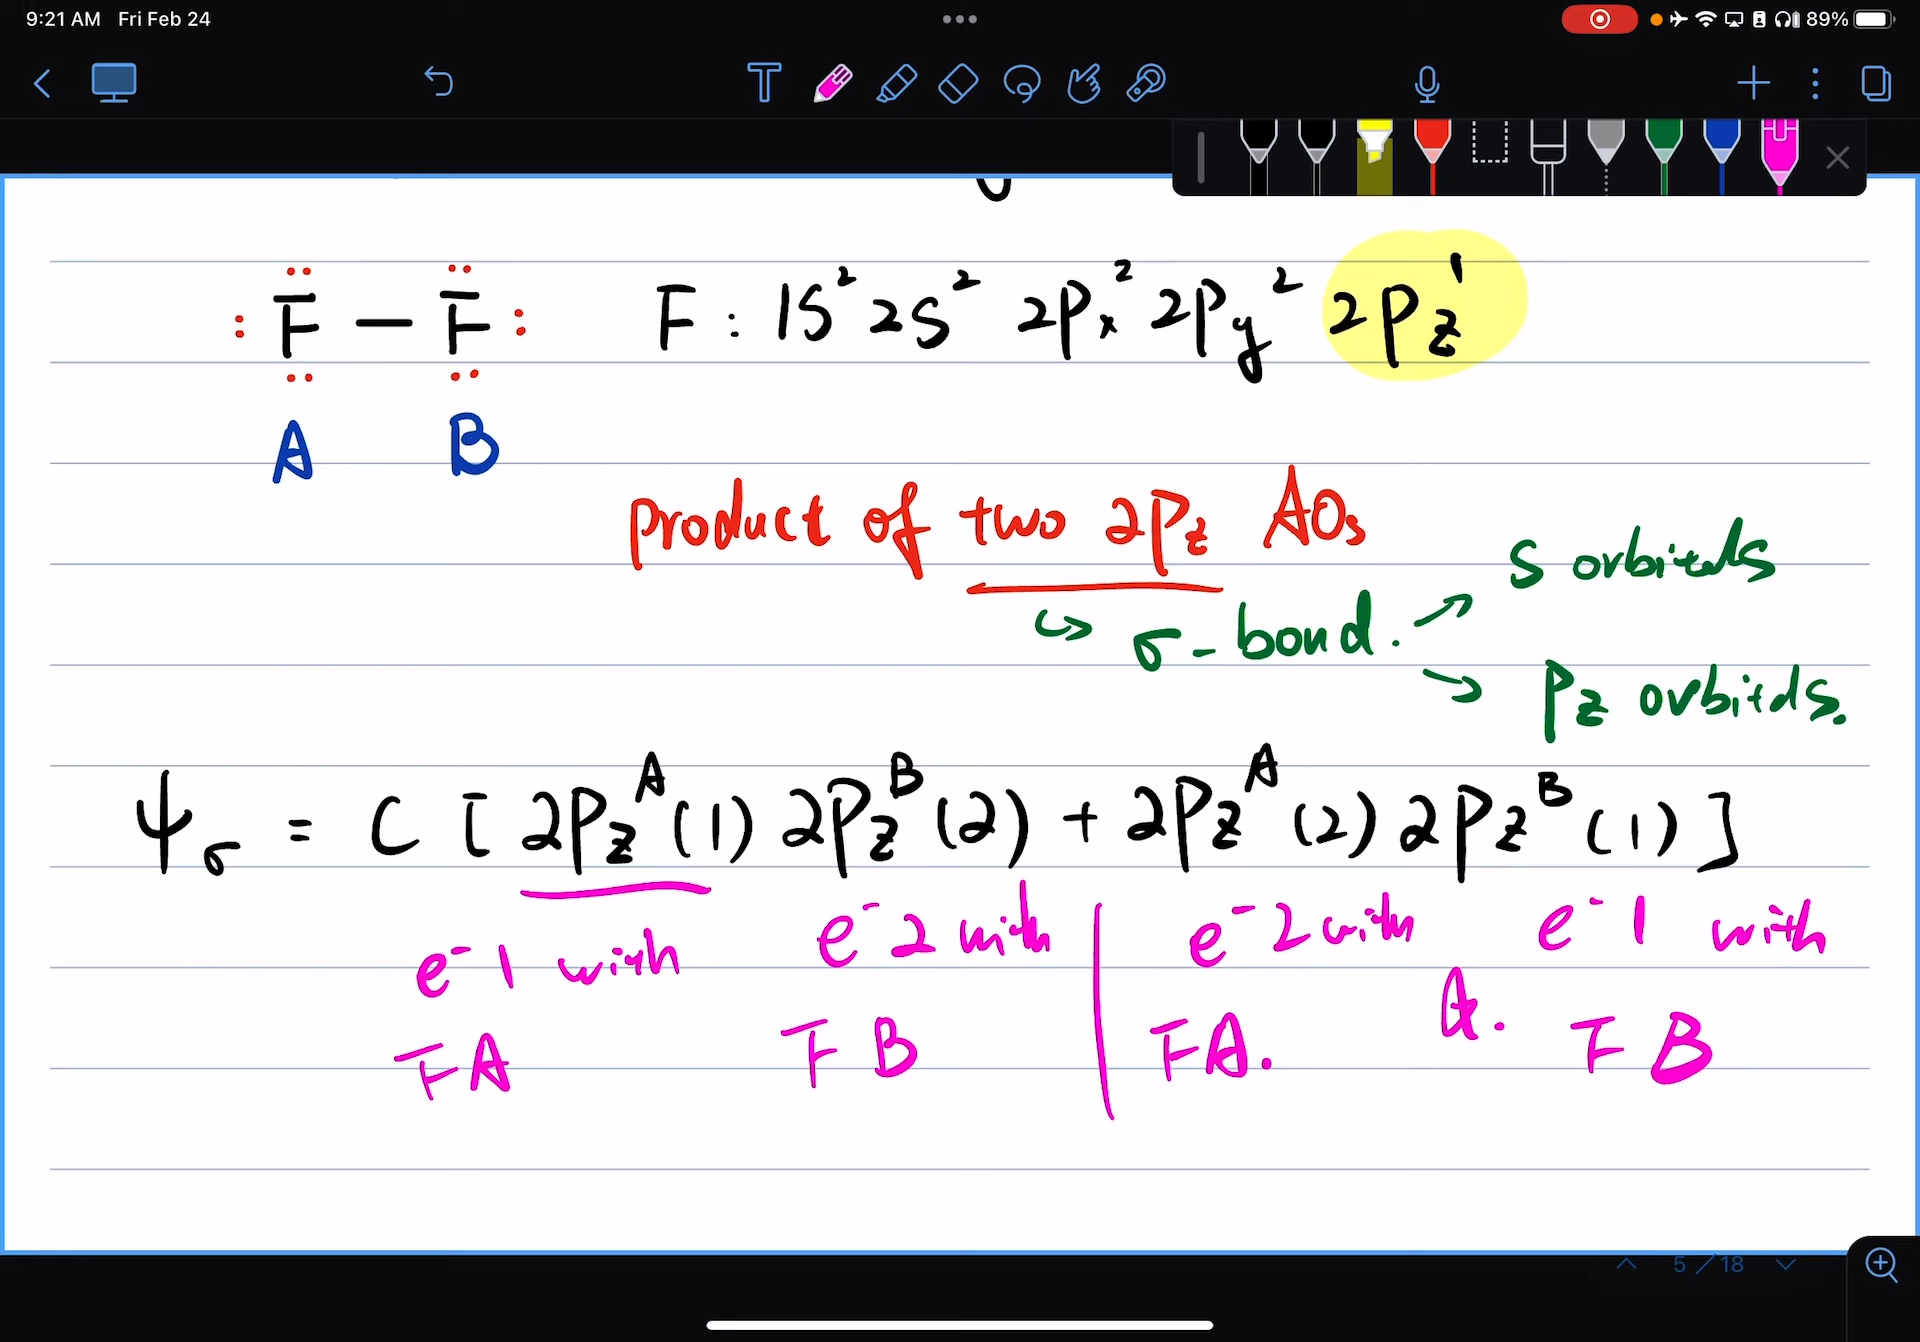 9:21 AM Fri Feb 24
89%
F — F F : 1s² 2s² 2px² 2py² 2pz¹
A B
product of two 2pz AOs
s orbitals
↪ σ - bond.
pz orbitals.
ψσ = C [ 2pz^A (1) 2pz^B (2) + 2pz^A (2) 2pz^B (1) ]
e⁻1 with e⁻2 with e⁻2 with e⁻1 with
FA F B FA. F B
5 / 18